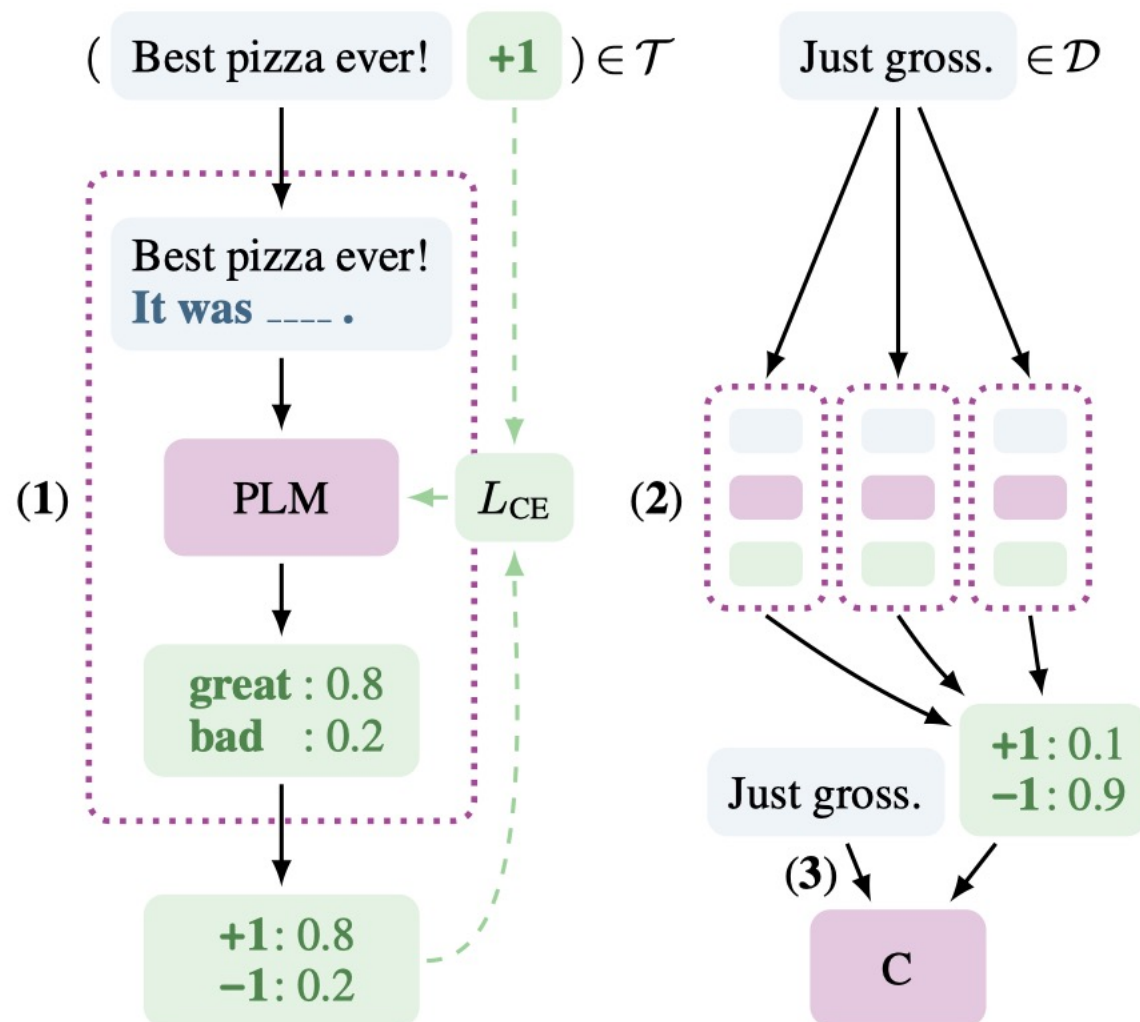 ( Best pizza ever! +1 ) ∈ 𝒯
Best pizza ever!
It was ____ .
(1)
PLM
L_CE
great : 0.8
bad : 0.2
+1: 0.8
−1: 0.2
Just gross. ∈ 𝒟
(2)
+1: 0.1
−1: 0.9
Just gross.
(3)
C